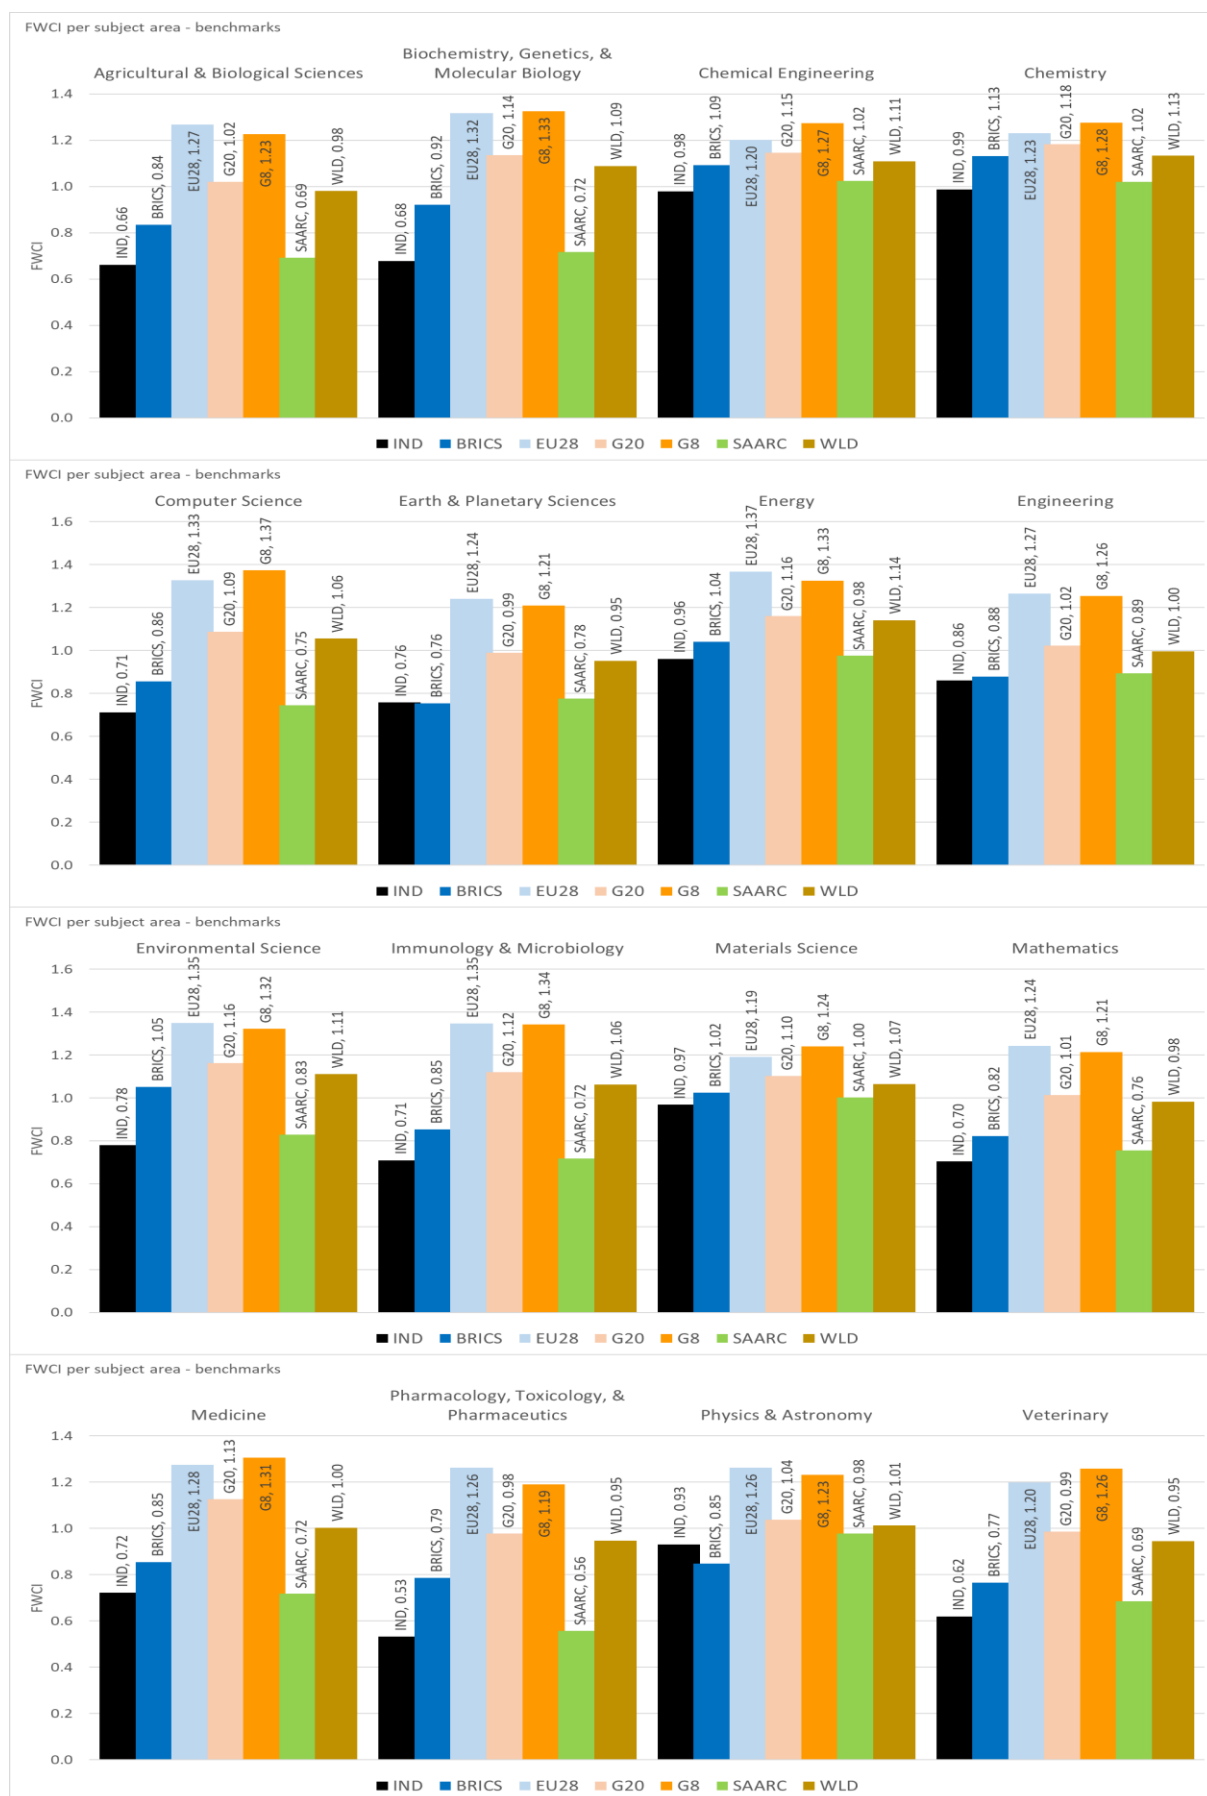 FWCI per subject area - benchmarks
Agricultural & Biological Sciences
Biochemistry, Genetics, &
Molecular Biology
Chemical Engineering
Chemistry
1.4
1.2
1.0
0.8
0.6
0.4
0.2
0.0
FWCI
IND, 0.66
BRICS, 0.84
EU28, 1.27
G20, 1.02
G8, 1.23
SAARC, 0.69
WLD, 0.98
IND, 0.68
BRICS, 0.92
EU28, 1.32
G20, 1.14
G8, 1.33
SAARC, 0.72
WLD, 1.09
IND, 0.98
BRICS, 1.09
EU28, 1.20
G20, 1.15
G8, 1.27
SAARC, 1.02
WLD, 1.11
IND, 0.99
BRICS, 1.13
EU28, 1.23
G20, 1.18
G8, 1.28
SAARC, 1.02
WLD, 1.13
IND BRICS EU28 G20 G8 SAARC WLD
FWCI per subject area - benchmarks
Computer Science
Earth & Planetary Sciences
Energy
Engineering
1.6
1.4
1.2
1.0
0.8
0.6
0.4
0.2
0.0
FWCI
IND, 0.71
BRICS, 0.86
EU28, 1.33
G20, 1.09
G8, 1.37
SAARC, 0.75
WLD, 1.06
IND, 0.76
BRICS, 0.76
EU28, 1.24
G20, 0.99
G8, 1.21
SAARC, 0.78
WLD, 0.95
IND, 0.96
BRICS, 1.04
EU28, 1.37
G20, 1.16
G8, 1.33
SAARC, 0.98
WLD, 1.14
IND, 0.86
BRICS, 0.88
EU28, 1.27
G20, 1.02
G8, 1.26
SAARC, 0.89
WLD, 1.00
IND BRICS EU28 G20 G8 SAARC WLD
FWCI per subject area - benchmarks
Environmental Science
Immunology & Microbiology
Materials Science
Mathematics
1.6
1.4
1.2
1.0
0.8
0.6
0.4
0.2
0.0
FWCI
IND, 0.78
BRICS, 1.05
EU28, 1.35
G20, 1.16
G8, 1.32
SAARC, 0.83
WLD, 1.11
IND, 0.71
BRICS, 0.85
EU28, 1.35
G20, 1.12
G8, 1.34
SAARC, 0.72
WLD, 1.06
IND, 0.97
BRICS, 1.02
EU28, 1.19
G20, 1.10
G8, 1.24
SAARC, 1.00
WLD, 1.07
IND, 0.70
BRICS, 0.82
EU28, 1.24
G20, 1.01
G8, 1.21
SAARC, 0.76
WLD, 0.98
IND BRICS EU28 G20 G8 SAARC WLD
FWCI per subject area - benchmarks
Medicine
Pharmacology, Toxicology, &
Pharmaceutics
Physics & Astronomy
Veterinary
1.4
1.2
1.0
0.8
0.6
0.4
0.2
0.0
FWCI
IND, 0.72
BRICS, 0.85
EU28, 1.28
G20, 1.13
G8, 1.31
SAARC, 0.72
WLD, 1.00
IND, 0.53
BRICS, 0.79
EU28, 1.26
G20, 0.98
G8, 1.19
SAARC, 0.56
WLD, 0.95
IND, 0.93
BRICS, 0.85
EU28, 1.26
G20, 1.04
G8, 1.23
SAARC, 0.98
WLD, 1.01
IND, 0.62
BRICS, 0.77
EU28, 1.20
G20, 0.99
G8, 1.26
SAARC, 0.69
WLD, 0.95
IND BRICS EU28 G20 G8 SAARC WLD